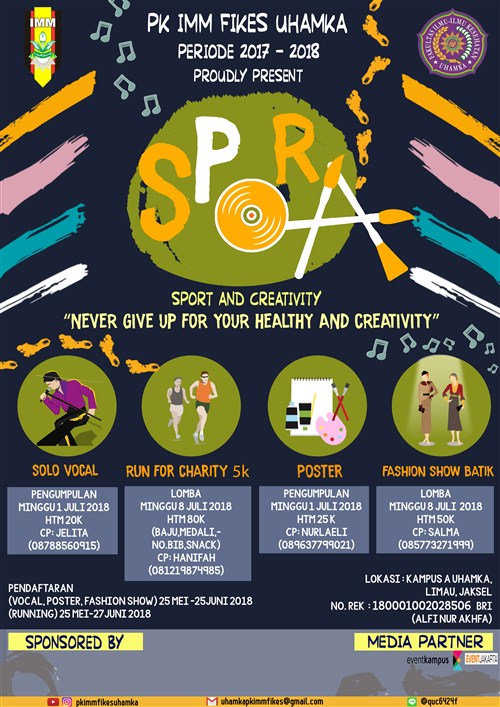 IMM
PK IMM FIKES UHAMKA
PERIODE 2017 - 2018
PROUDLY PRESENT
FAKULTAS ILMU-ILMU KESEHATAN
UHAMKA
SPORA
SPORT AND CREATIVITY
"NEVER GIVE UP FOR YOUR HEALTHY AND CREATIVITY"
SOLO VOCAL
PENGUMPULAN
MINGGU 1 JULI 2018
HTM 20K
CP: JELITA
(08788560915)
RUN FOR CHARITY 5k
LOMBA
MINGGU 8 JULI 2018
HTM 80K
(BAJU,MEDALI,-
NO.BIB,SNACK)
CP: HANIFAH
(081219874985)
POSTER
PENGUMPULAN
MINGGU 1 JULI 2018
HTM 25 K
CP: NURLAELI
(089637799021)
FASHION SHOW BATIK
LOMBA
MINGGU 8 JULI 2018
HTM 50K
CP: SALMA
(085773271999)
PENDAFTARAN
(VOCAL, POSTER, FASHION SHOW) 25 MEI -25JUNI 2018
(RUNNING) 25 MEI-27JUNI 2018
LOKASI : KAMPUS A UHAMKA,
LIMAU, JAKSEL
NO. REK : 180001002028506 BRI
(ALFI NUR AKHFA)
SPONSORED BY
MEDIA PARTNER
eventkampus
EVENTJAKARTA
pkimmfikesuhamka
uhamkapkimmfikes@gmail.com
@quc6424f